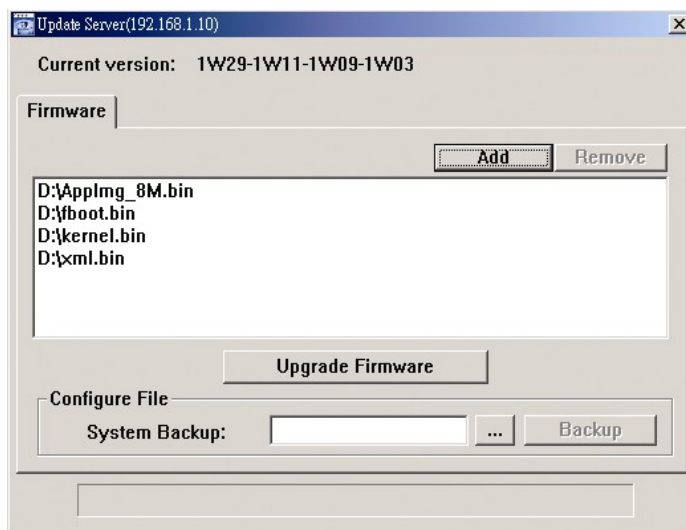 Update Server(192.168.1.10)
Current version: 1W29-1W11-1W09-1W03
Firmware
Add Remove
D:\AppImg_8M.bin
D:\fboot.bin
D:\kernel.bin
D:\xml.bin
Upgrade Firmware
Configure File
System Backup: ... Backup